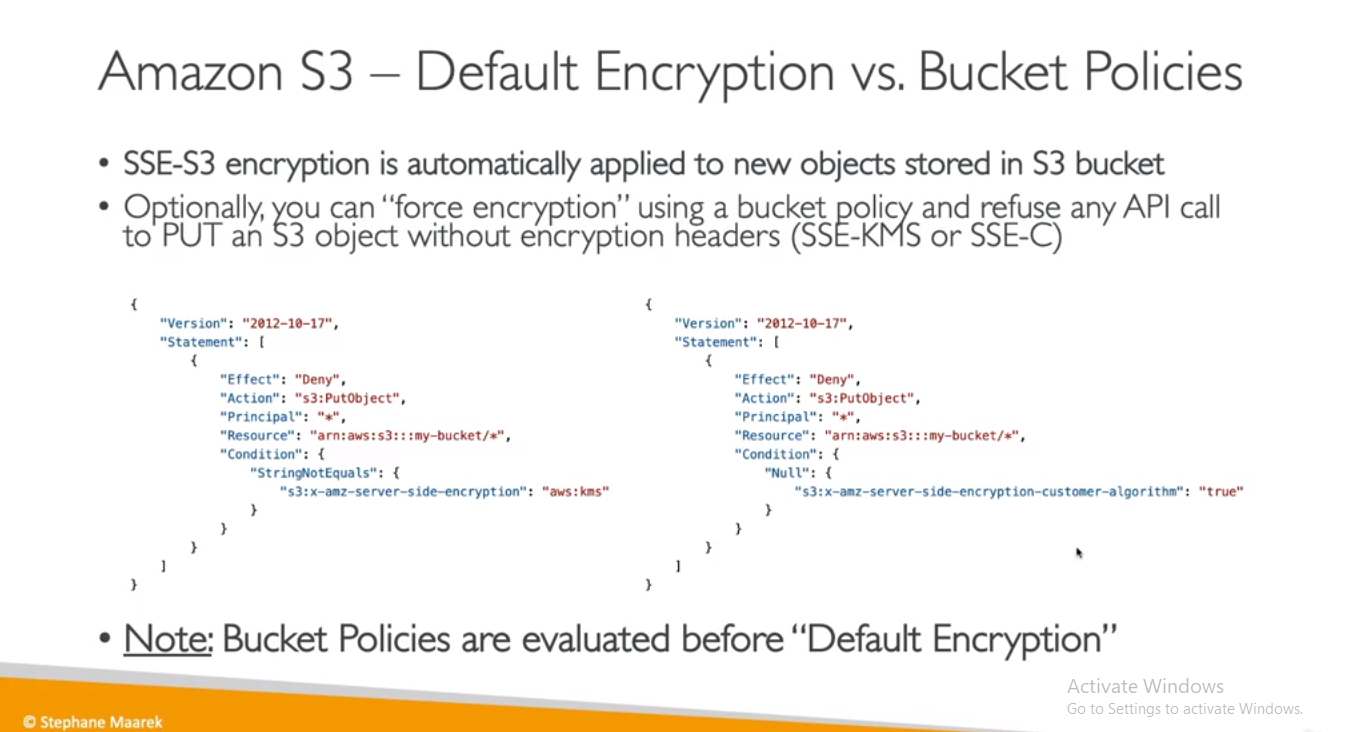 Amazon S3 – Default Encryption vs. Bucket Policies
• SSE-S3 encryption is automatically applied to new objects stored in S3 bucket
• Optionally, you can “force encryption” using a bucket policy and refuse any API call
to PUT an S3 object without encryption headers (SSE-KMS or SSE-C)
{
"Version": "2012-10-17",
"Statement": [
{
"Effect": "Deny",
"Action": "s3:PutObject",
"Principal": "*",
"Resource": "arn:aws:s3:::my-bucket/*",
"Condition": {
"StringNotEquals": {
"s3:x-amz-server-side-encryption": "aws:kms"
}
}
}
]
}
{
"Version": "2012-10-17",
"Statement": [
{
"Effect": "Deny",
"Action": "s3:PutObject",
"Principal": "*",
"Resource": "arn:aws:s3:::my-bucket/*",
"Condition": {
"Null": {
"s3:x-amz-server-side-encryption-customer-algorithm": "true"
}
}
}
]
}
• Note: Bucket Policies are evaluated before “Default Encryption”
Activate Windows
Go to Settings to activate Windows.
© Stephane Maarek